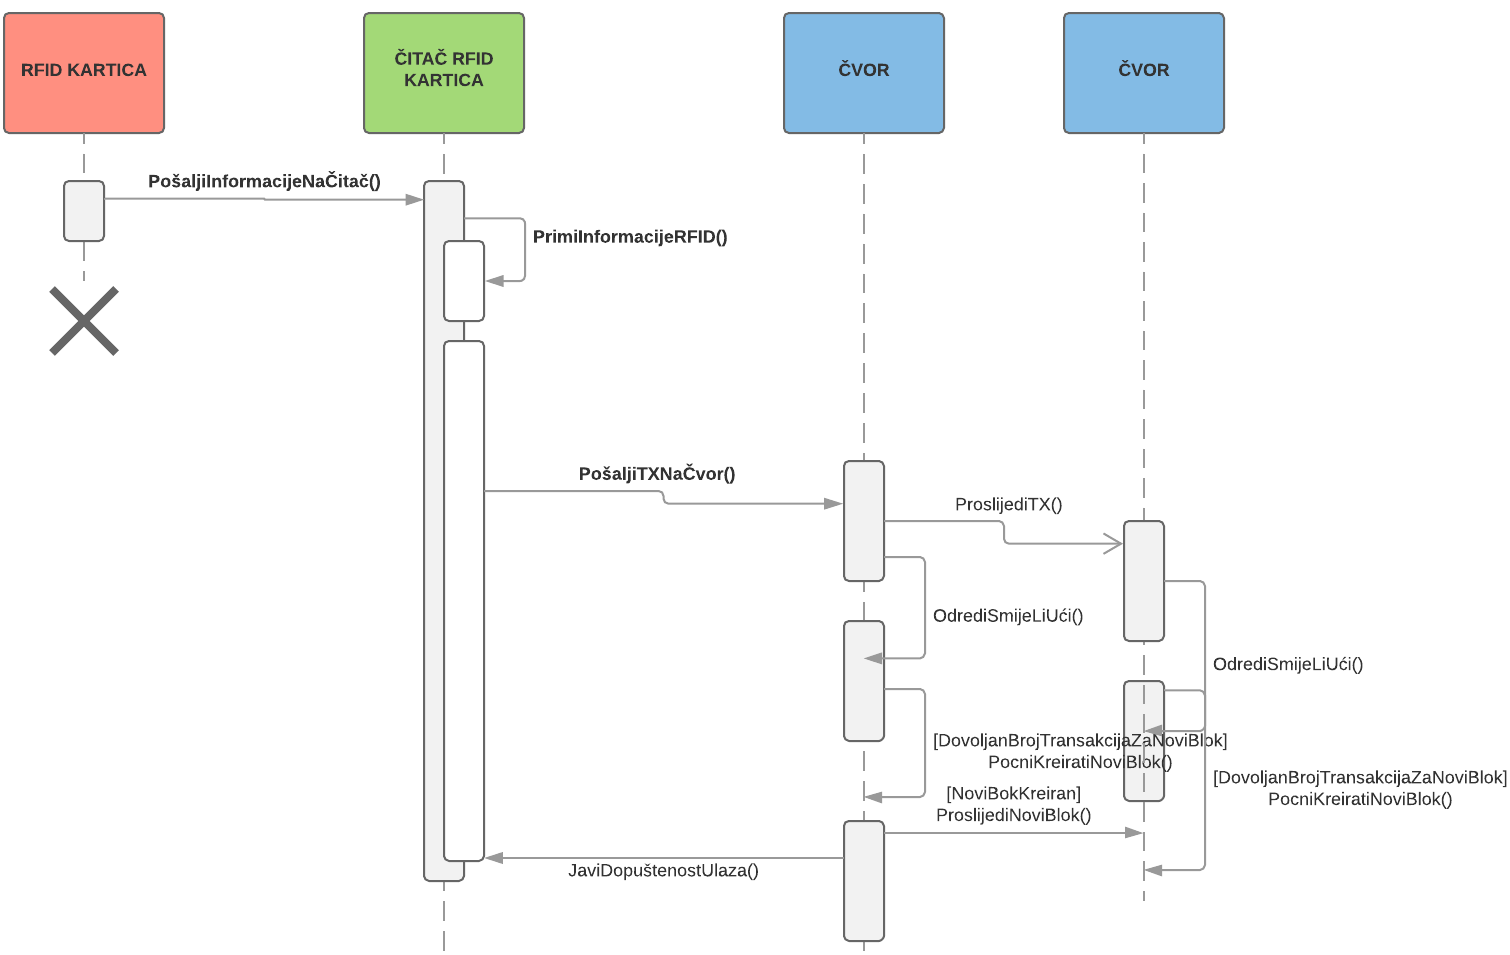 RFID KARTICA
ČITAČ RFID
KARTICA
ČVOR
ČVOR
PošaljiInformacijeNaČitač()
PrimiInformacijeRFID()
PošaljiTXNaČvor()
ProslijediTX()
OdrediSmijeLiUći()
OdrediSmijeLiUći()
[DovoljanBrojTransakcijaZaNoviBlok]
PocniKreiratiNoviBlok()
[DovoljanBrojTransakcijaZaNoviBlok]
PocniKreiratiNoviBlok()
[NoviBokKreiran]
ProslijediNoviBlok()
JaviDopuštenostUlaza()